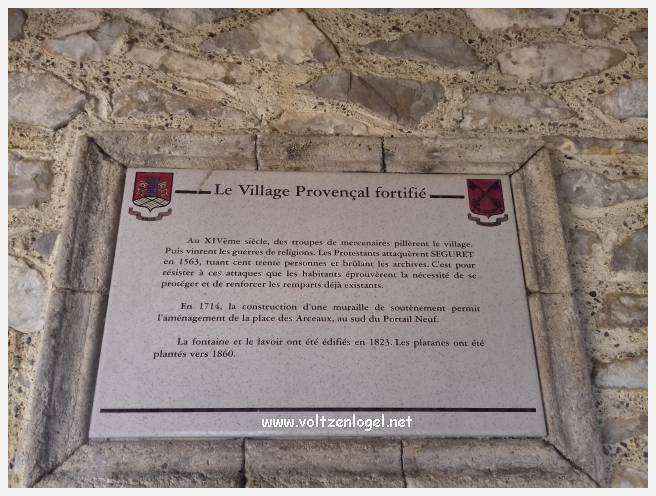 Le Village Provençal fortifié
Au XIVème siècle, des troupes de mercenaires pillèrent le village.
Puis vinrent les guerres de religions. Les Protestants attaquèrent SEGURET
en 1563, tuant cent trente personnes et brûlant les archives. C'est pour
résister à ces attaques que les habitants éprouvèrent la nécessité de se
protéger et de renforcer les remparts déjà existants.
En 1714, la construction d'une muraille de soutènement permit
l'aménagement de la place des Arceaux, au sud du Portail Neuf.
La fontaine et le lavoir ont été édifiés en 1823. Les platanes ont été
plantés vers 1860.
www.voltzenlogel.net